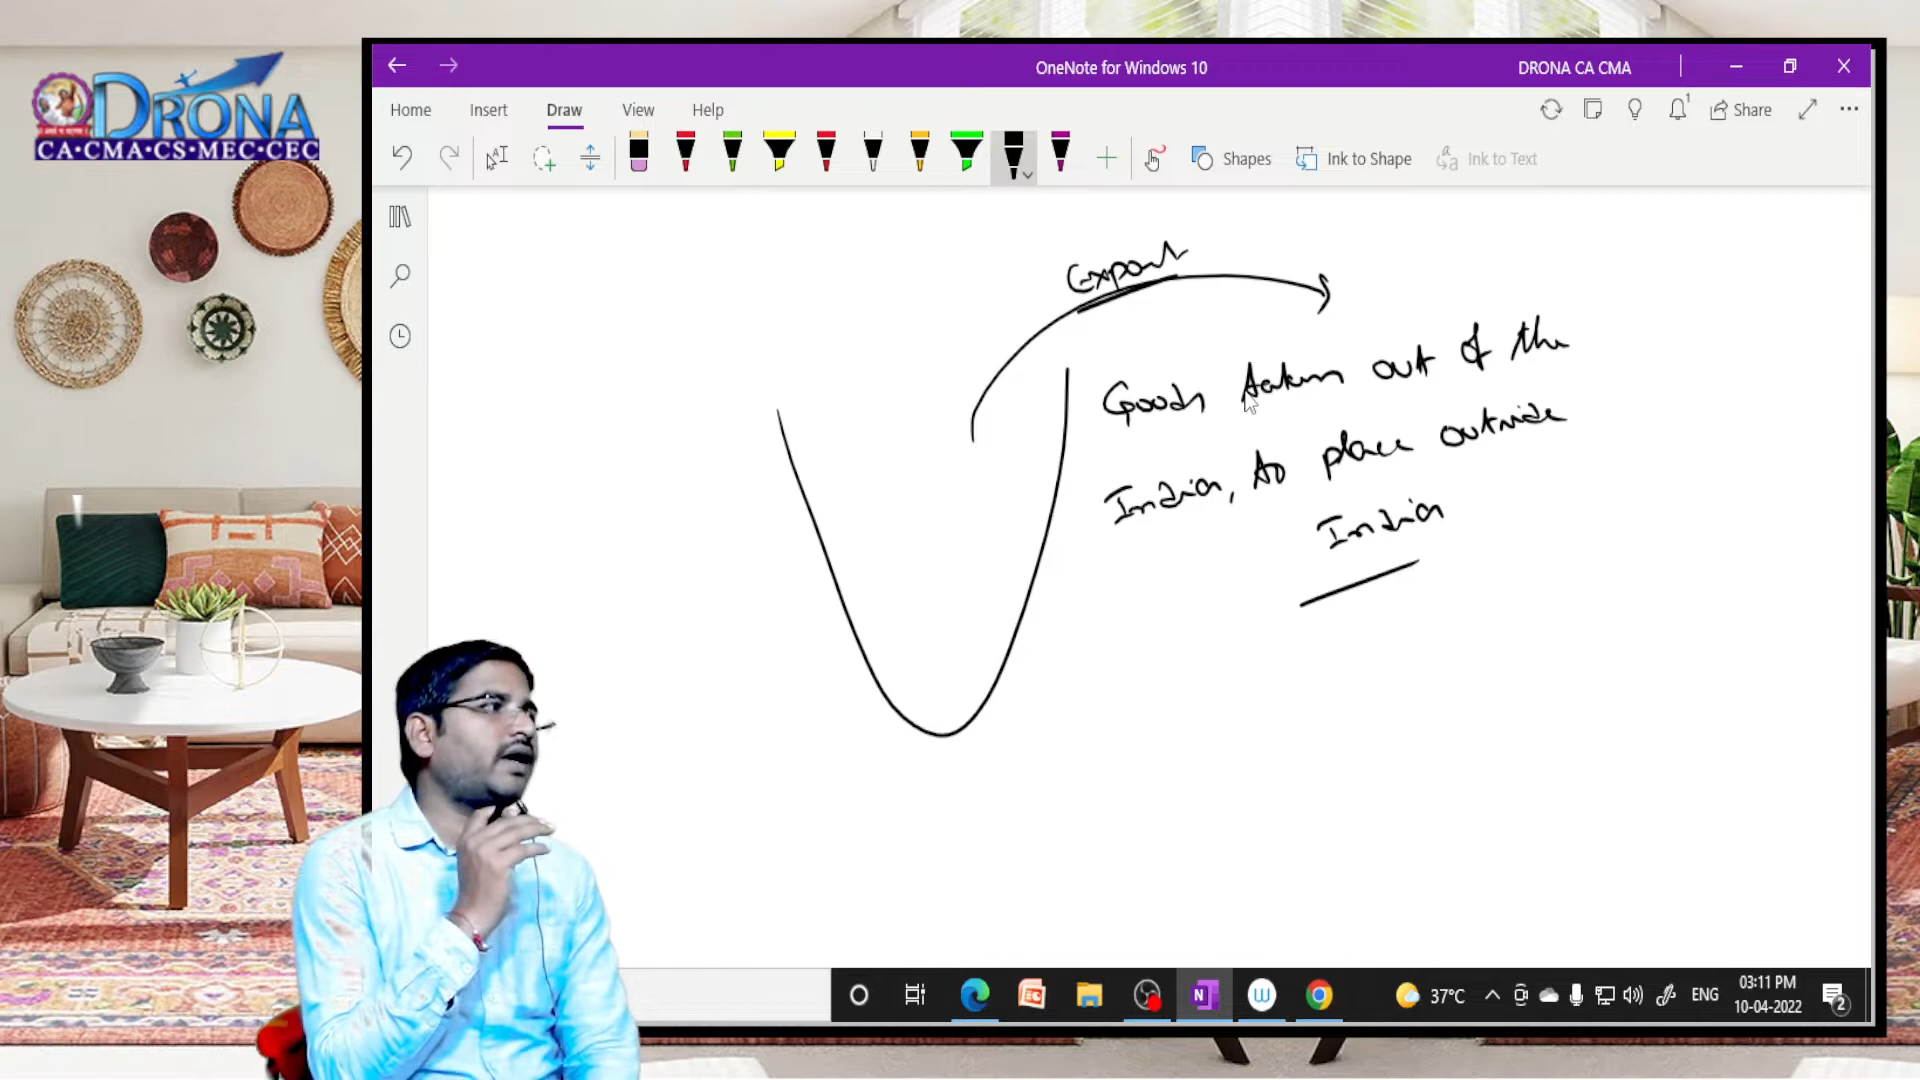 DRONA
CA•CMA•CS•MEC•CEC
OneNote for Windows 10
DRONA CA CMA
Home Insert Draw View Help
1
Share
Shapes
Ink to Shape
Ink to Text
Export
Goods taken out of the
India, to place outside
India
37°C
ENG
03:11 PM
10-04-2022
2